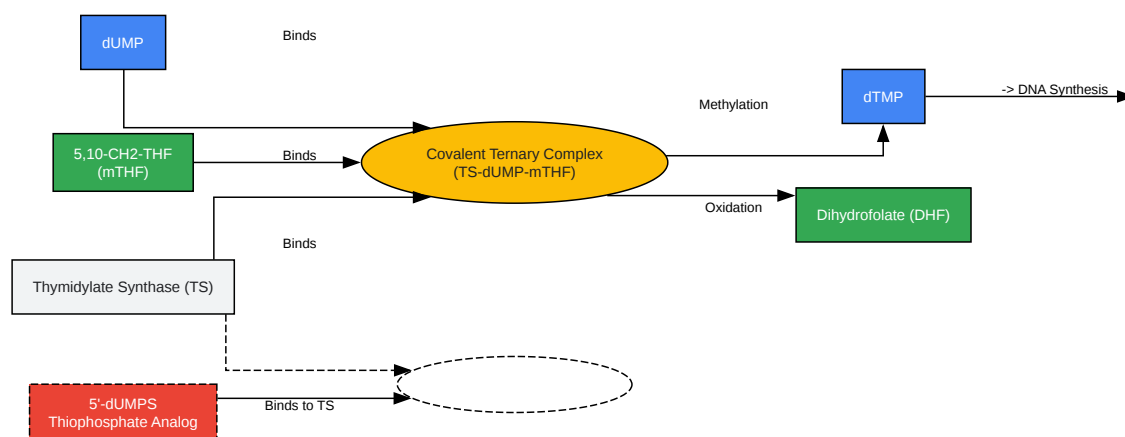 dUMP
Binds
Methylation
dTMP
-> DNA Synthesis
5,10-CH2-THF
(mTHF)
Binds
Covalent Ternary Complex
(TS-dUMP-mTHF)
Oxidation
Dihydrofolate (DHF)
Binds
Thymidylate Synthase (TS)
5'-dUMPS
Thiophosphate Analog
Binds to TS